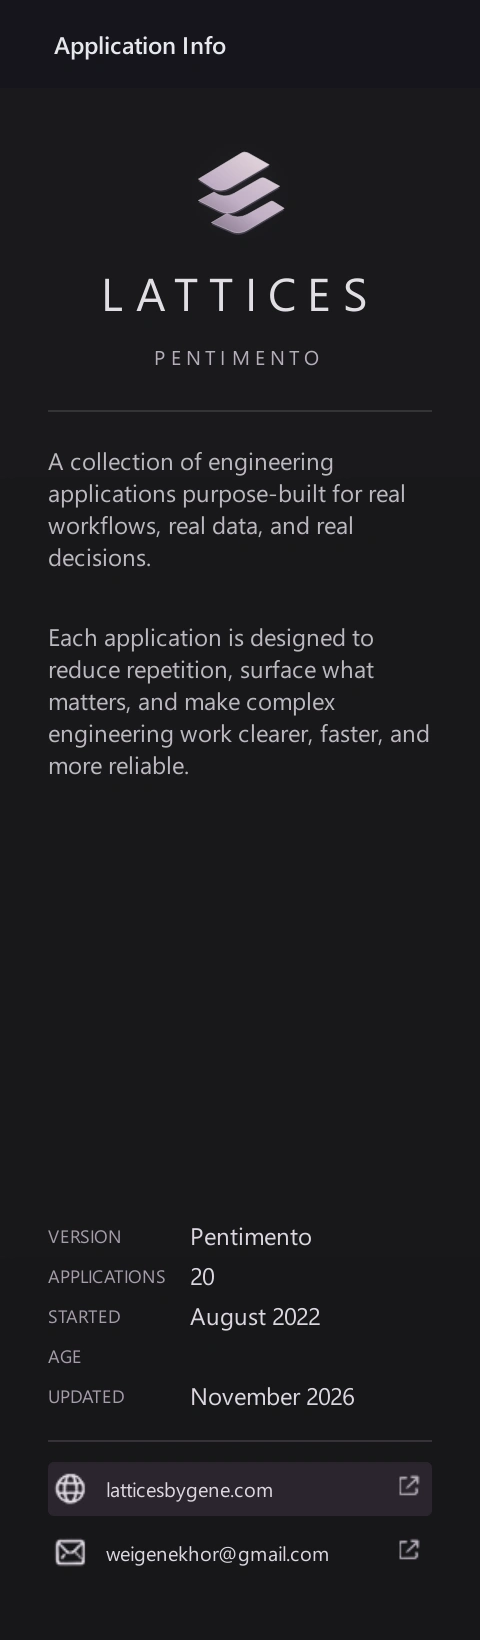 Application Info
LATTICES
PENTIMENTO
A collection of engineering
applications purpose-built for real
workflows, real data, and real
decisions.
Each application is designed to
reduce repetition, surface what
matters, and make complex
engineering work clearer, faster, and
more reliable.
VERSION Pentimento
APPLICATIONS 20
STARTED August 2022
AGE
UPDATED November 2026
latticesbygene.com
weigenekhor@gmail.com